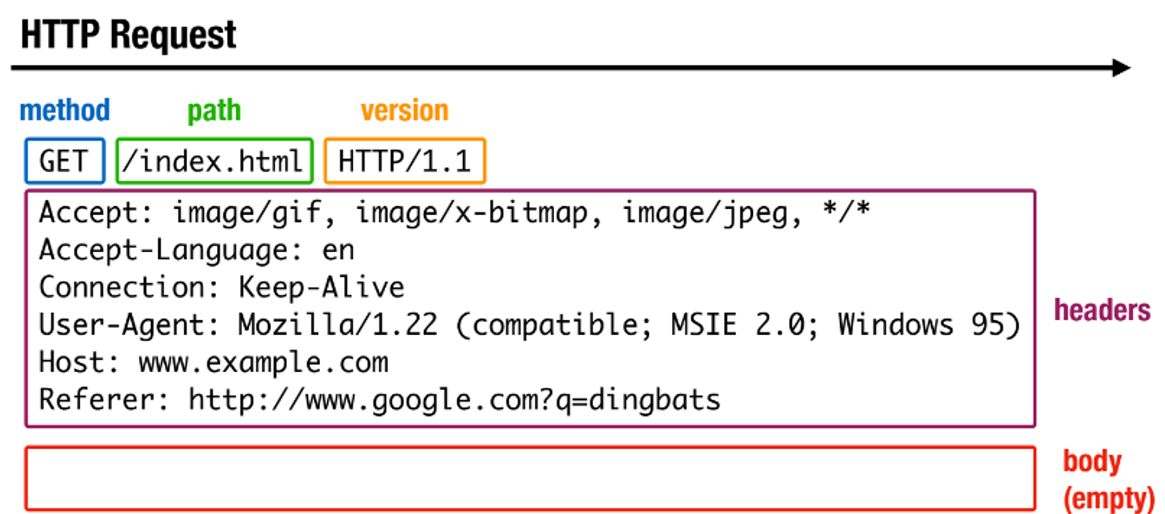 HTTP Request
method path version
GET /index.html HTTP/1.1
Accept: image/gif, image/x-bitmap, image/jpeg, */*
Accept-Language: en
Connection: Keep-Alive
User-Agent: Mozilla/1.22 (compatible; MSIE 2.0; Windows 95)
Host: www.example.com
Referer: http://www.google.com?q=dingbats
headers
body
(empty)